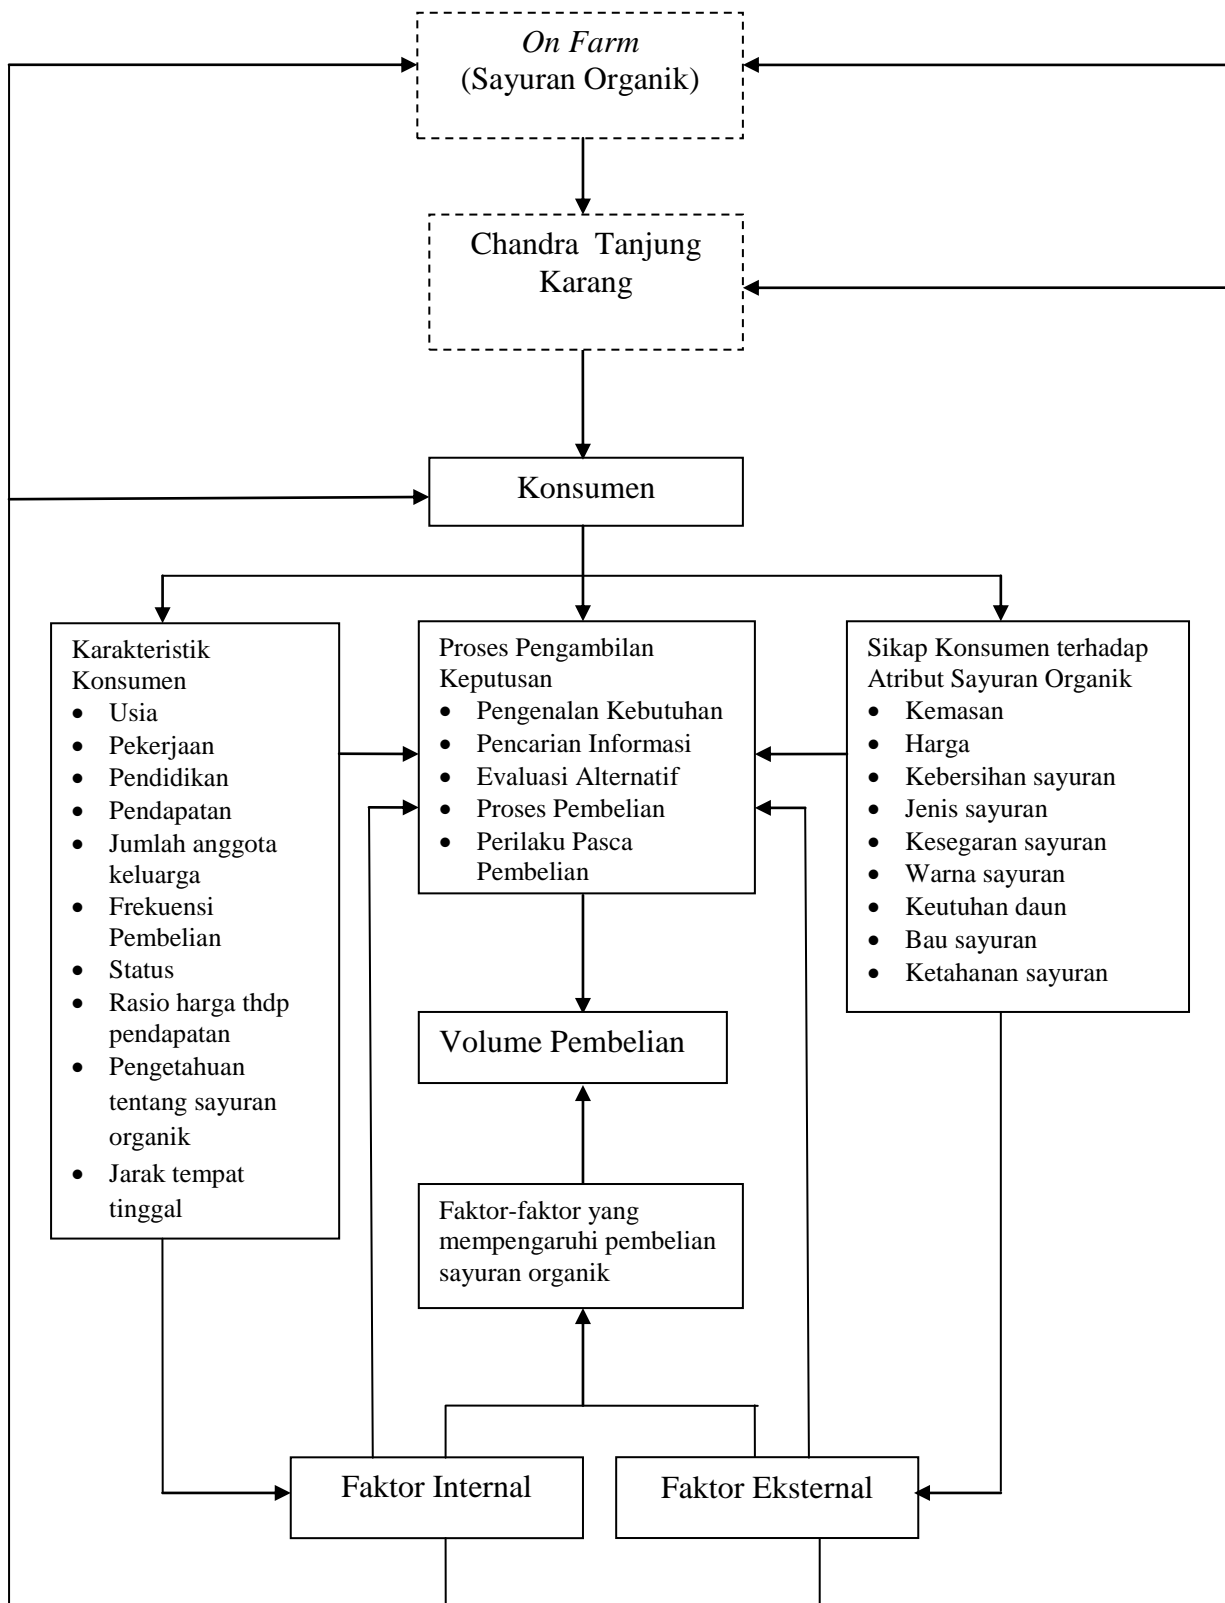 On Farm
(Sayuran Organik)
Chandra Tanjung
Karang
Konsumen
Karakteristik
Konsumen
• Usia
• Pekerjaan
• Pendidikan
• Pendapatan
• Jumlah anggota
keluarga
• Frekuensi
Pembelian
• Status
• Rasio harga thdp
pendapatan
• Pengetahuan
tentang sayuran
organik
• Jarak tempat
tinggal
Proses Pengambilan
Keputusan
• Pengenalan Kebutuhan
• Pencarian Informasi
• Evaluasi Alternatif
• Proses Pembelian
• Perilaku Pasca
Pembelian
Sikap Konsumen terhadap
Atribut Sayuran Organik
• Kemasan
• Harga
• Kebersihan sayuran
• Jenis sayuran
• Kesegaran sayuran
• Warna sayuran
• Keutuhan daun
• Bau sayuran
• Ketahanan sayuran
Volume Pembelian
Faktor-faktor yang
mempengaruhi pembelian
sayuran organik
Faktor Internal
Faktor Eksternal